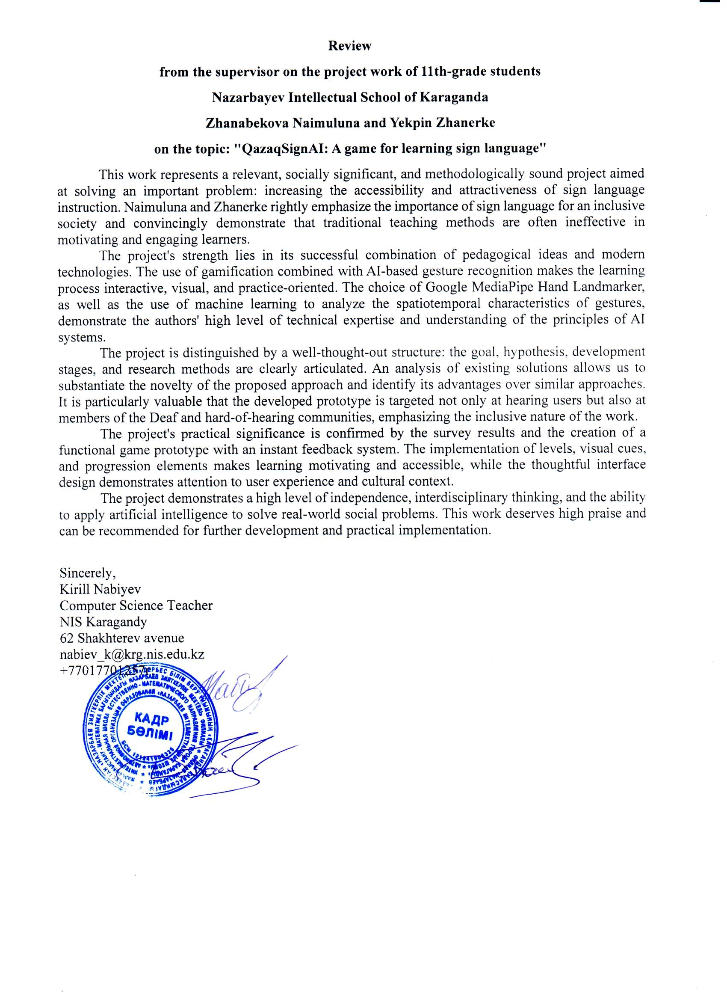 Review
from the supervisor on the project work of 11th-grade students
Nazarbayev Intellectual School of Karaganda
Zhanabekova Naimuluna and Yekpin Zhanerke
on the topic: "QazaqSignAI: A game for learning sign language"
This work represents a relevant, socially significant, and methodologically sound project aimed
at solving an important problem: increasing the accessibility and attractiveness of sign language
instruction. Naimuluna and Zhanerke rightly emphasize the importance of sign language for an inclusive
society and convincingly demonstrate that traditional teaching methods are often ineffective in
motivating and engaging learners.
The project's strength lies in its successful combination of pedagogical ideas and modern
technologies. The use of gamification combined with AI-based gesture recognition makes the learning
process interactive, visual, and practice-oriented. The choice of Google MediaPipe Hand Landmarker,
as well as the use of machine learning to analyze the spatiotemporal characteristics of gestures,
demonstrate the authors' high level of technical expertise and understanding of the principles of AI
systems.
The project is distinguished by a well-thought-out structure: the goal, hypothesis, development
stages, and research methods are clearly articulated. An analysis of existing solutions allows us to
substantiate the novelty of the proposed approach and identify its advantages over similar approaches.
It is particularly valuable that the developed prototype is targeted not only at hearing users but also at
members of the Deaf and hard-of-hearing communities, emphasizing the inclusive nature of the work.
The project's practical significance is confirmed by the survey results and the creation of a
functional game prototype with an instant feedback system. The implementation of levels, visual cues,
and progression elements makes learning motivating and accessible, while the thoughtful interface
design demonstrates attention to user experience and cultural context.
The project demonstrates a high level of independence, interdisciplinary thinking, and the ability
to apply artificial intelligence to solve real-world social problems. This work deserves high praise and
can be recommended for further development and practical implementation.
Sincerely,
Kirill Nabiyev
Computer Science Teacher
NIS Karagandy
62 Shakhterev avenue
nabiev_k@krg.nis.edu.kz
КАДР
БӨЛІМІ